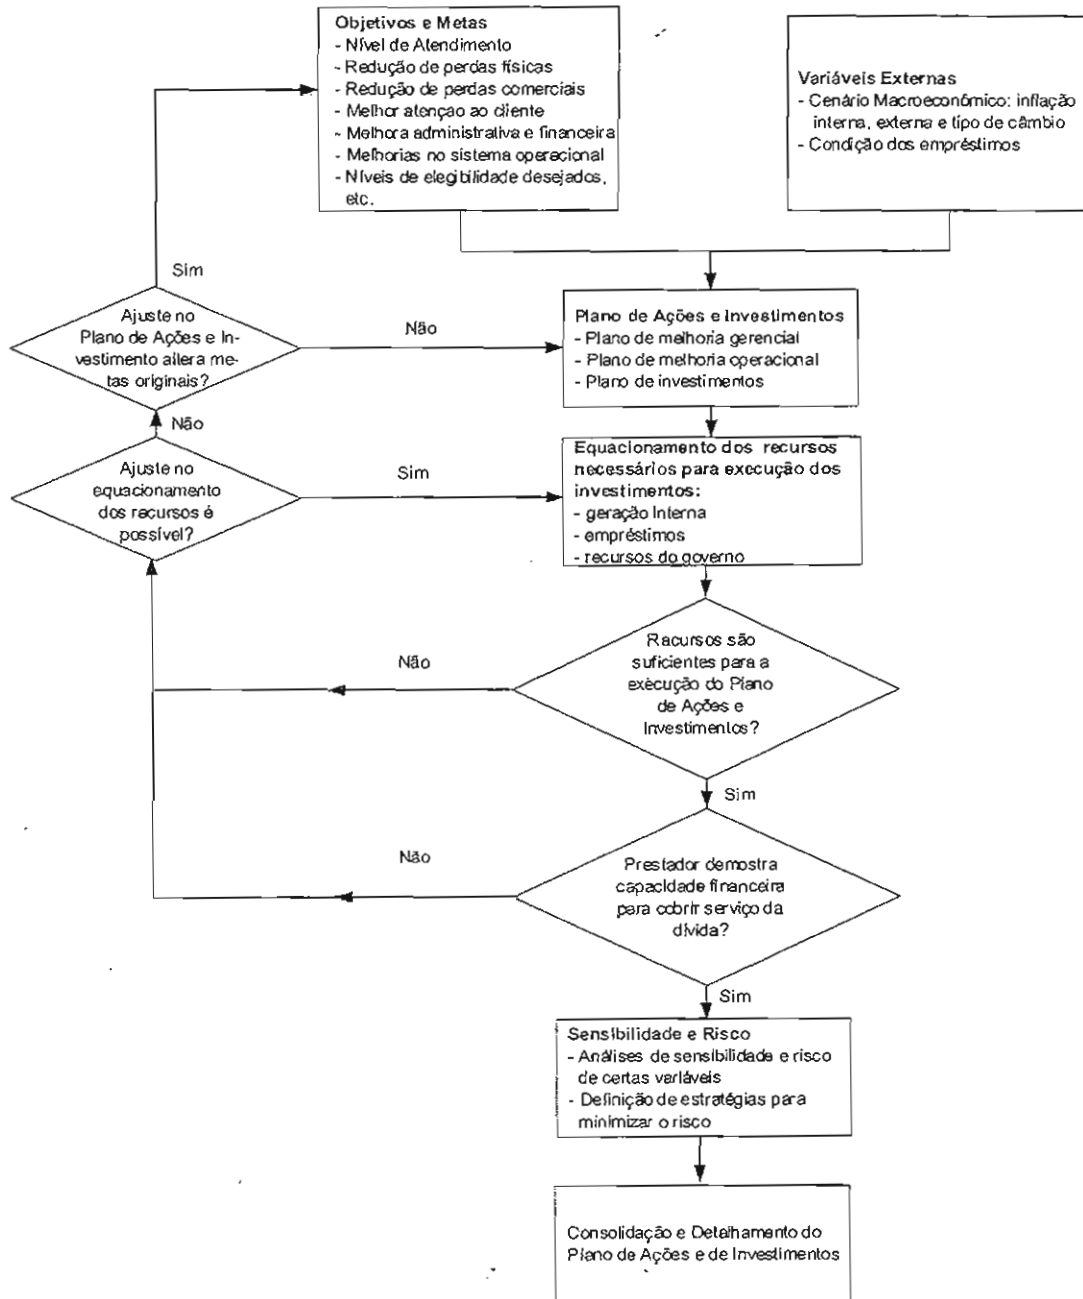 Objetivos e Metas
- Nível de Atendimento
- Redução de perdas físicas
- Redução de perdas comerciais
- Melhor atençao ao cliente
- Melhora administrativa e financeira
- Melhorias no sistema operacional
- Níveis de elegibilidade desejados,
etc.
Variáveis Externas
- Cenário Macroeconômico: inflação
interna, externa e tipo de câmbio
- Condição dos empréstimos
Sim
Ajuste no
Plano de Ações e In-
vestimento altera me-
tas originais?
Não
Plano de Ações e Investimentos
- Plano de melhoria gerencial
- Plano de melhoria operacional
- Plano de investimentos
Não
Ajuste no
equacionamento
dos recursos é
possível?
Sim
Equacionamento dos recursos
necessários para execução dos
investimentos:
- geração Interna
- empréstimos
- recursos do governo
Não
Racursos são
suficientes para a
execução do Plano
de Ações e
Investimentos?
Sim
Não
Prestador demostra
capacidade financeira
para cobrir serviço da
dívida?
Sim
Sensibilidade e Risco
- Análises de sensibilidade e risco
de certas variáveis
- Definição de estratégias para
minimizar o risco
Consolidação e Detalhamento do
Plano de Ações e de Investimentos